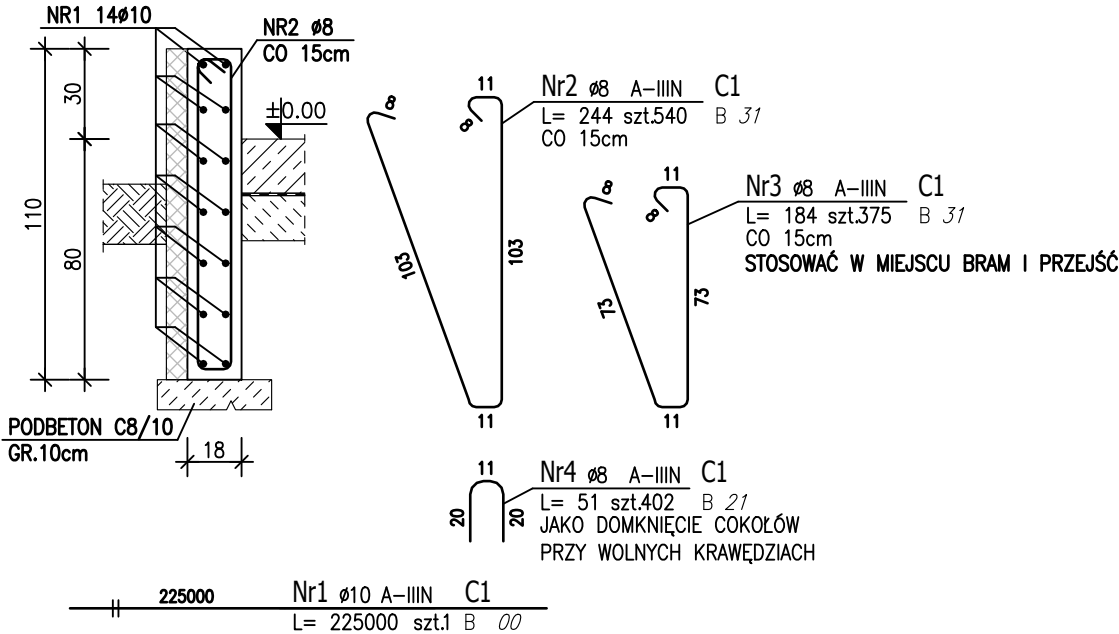 NR1 14ø10
NR2 ø8
CO 15cm
30
±0.00
110
80
PODBETON C8/10
GR.10cm
18
8
103
11
8
103
11
Nr2 ø8 A-IIIN C1
L= 244 szt.540 B 31
CO 15cm
8
73
11
8
73
11
Nr3 ø8 A-IIIN C1
L= 184 szt.375 B 31
CO 15cm
STOSOWAĆ W MIEJSCU BRAM I PRZEJŚĆ
11
20
20
Nr4 ø8 A-IIIN C1
L= 51 szt.402 B 21
JAKO DOMKNIĘCIE COKOŁÓW
PRZY WOLNYCH KRAWĘDZIACH
225000
Nr1 ø10 A-IIIN C1
L= 225000 szt.1 B 00